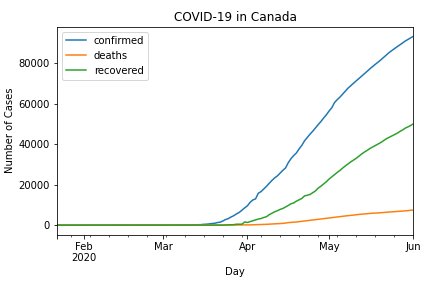 COVID-19 in Canada
confirmed
deaths
recovered
Number of Cases
80000
60000
40000
20000
0
Feb Mar Apr May Jun
2020
Day